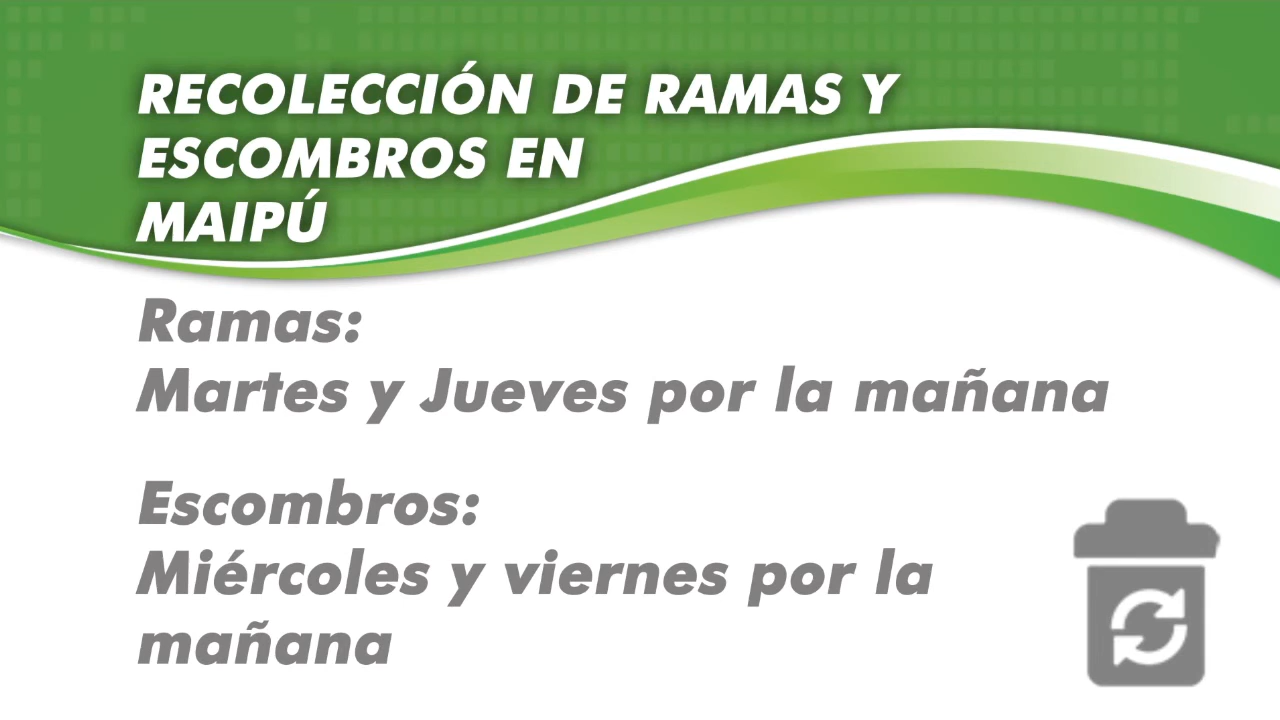 RECOLECCIÓN DE RAMAS Y
ESCOMBROS EN
MAIPÚ
Ramas:
Martes y Jueves por la mañana
Escombros:
Miércoles y viernes por la
mañana